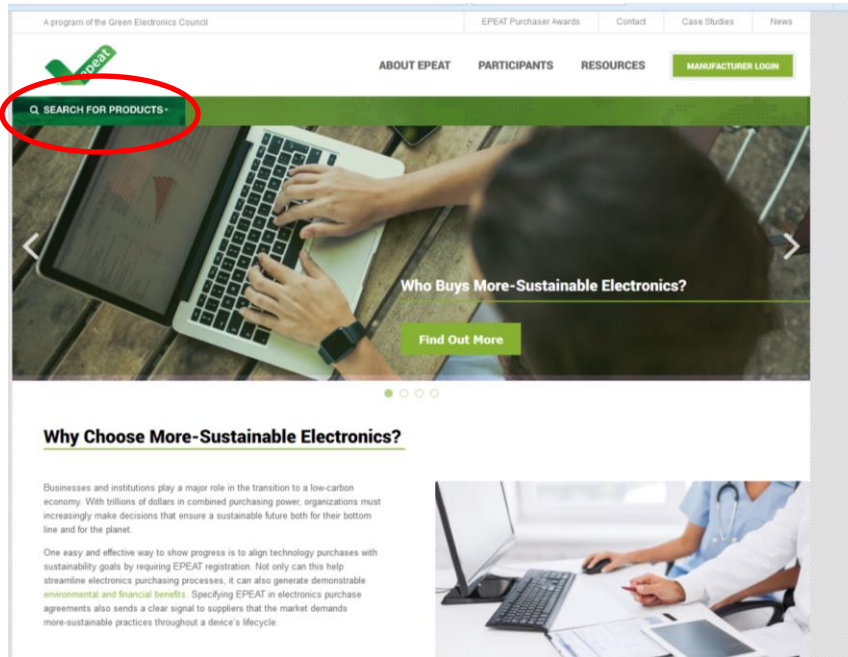 A program of the Green Electronics Council
EPEAT Purchaser Awards
Contact
Case Studies
News
epeat
ABOUT EPEAT
PARTICIPANTS
RESOURCES
MANUFACTURER LOGIN
SEARCH FOR PRODUCTS
Who Buys More-Sustainable Electronics?
Find Out More
Why Choose More-Sustainable Electronics?
Businesses and institutions play a major role in the transition to a low-carbon
economy. With trillions of dollars in combined purchasing power, organizations must
increasingly make decisions that ensure a sustainable future both for their bottom
line and for the planet.
One easy and effective way to show progress is to align technology purchases with
sustainability goals by requiring EPEAT registration. Not only can this help
streamline electronics purchasing processes, it can also generate demonstrable
environmental and financial benefits. Specifying EPEAT in electronics purchase
agreements also sends a clear signal to suppliers that the market demands
more-sustainable practices throughout a device's lifecycle.